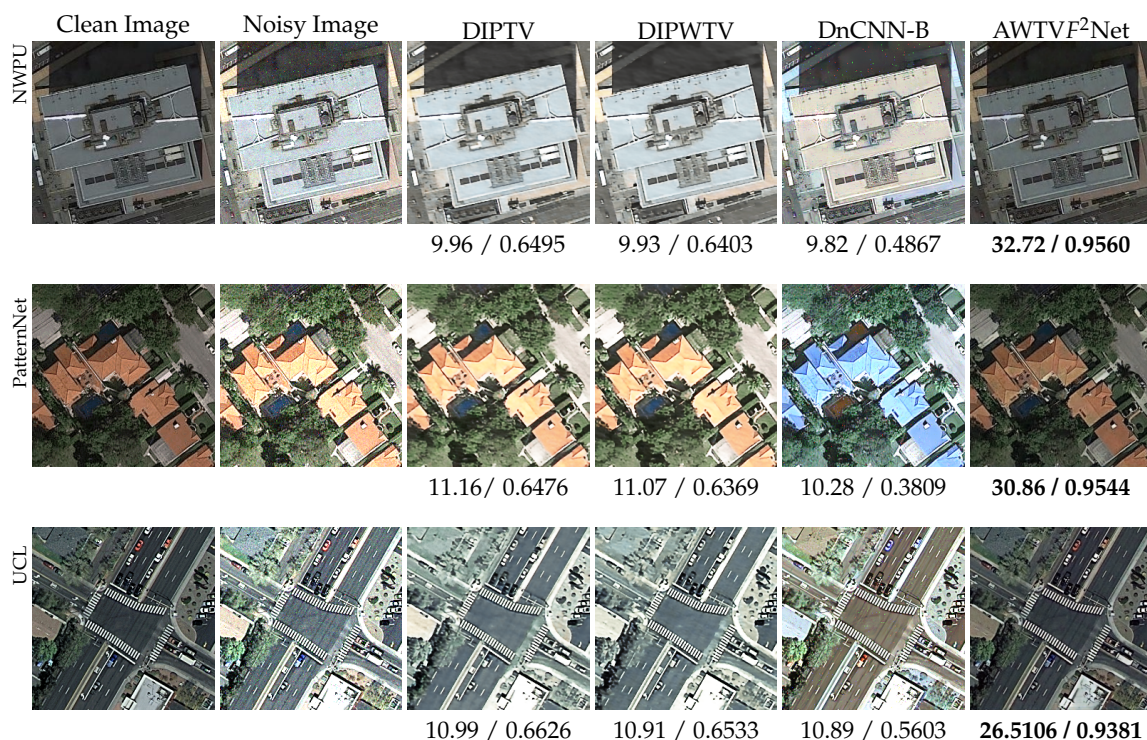 Clean Image Noisy Image DIPTV DIPWTV DnCNN-B AWTVF²Net
NWPU
9.96 / 0.6495 9.93 / 0.6403 9.82 / 0.4867 32.72 / 0.9560
PatternNet
11.16/ 0.6476 11.07 / 0.6369 10.28 / 0.3809 30.86 / 0.9544
UCL
10.99 / 0.6626 10.91 / 0.6533 10.89 / 0.5603 26.5106 / 0.9381